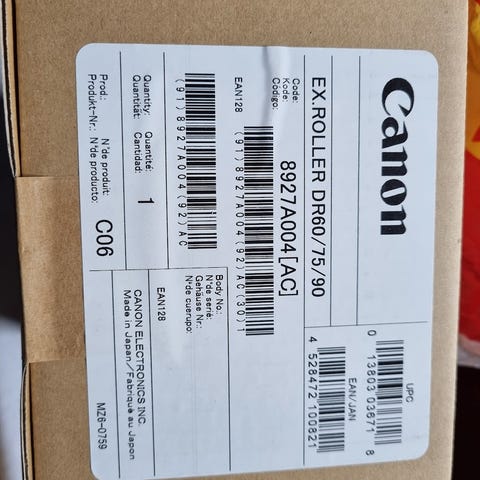 Canon
UPC
0 13803 03671 8
EX.ROLLER DR60/75/90
EAN/JAN
4 528472 100821
Code:
Kode:
Código:
8927A004[AC]
EAN128
(91)8927A004(92)AC(30)1
(91)8927A004(92)AC
Body No.:
N°de série:
Gehäuse Nr.:
N°de cuerupo:
Quantity: Quantité:
Quantität: Cantidad:
1
EAN128
Prod.: N°de produit:
Produkt-Nr.: N°de producto:
C06
CANON ELECTRONICS INC.
Made in Japan/Fabriqué au Japon
MZ6-0759